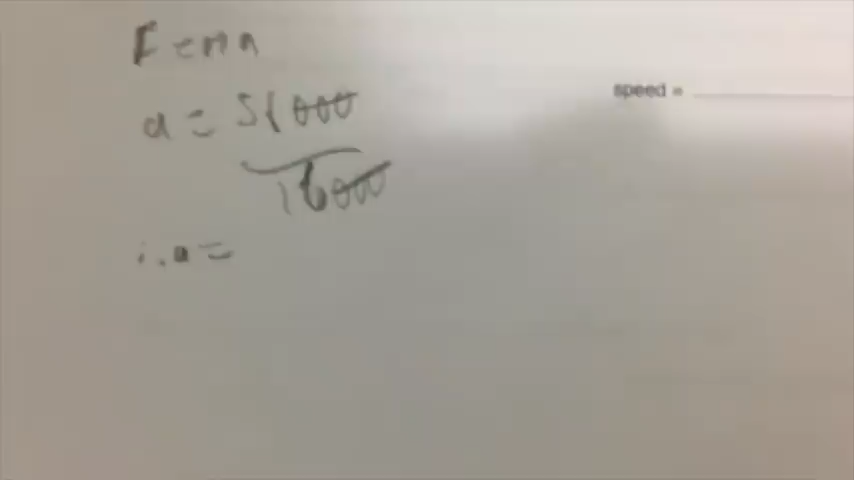 F = ma
speed =
a = 51000
16000
∴ a =